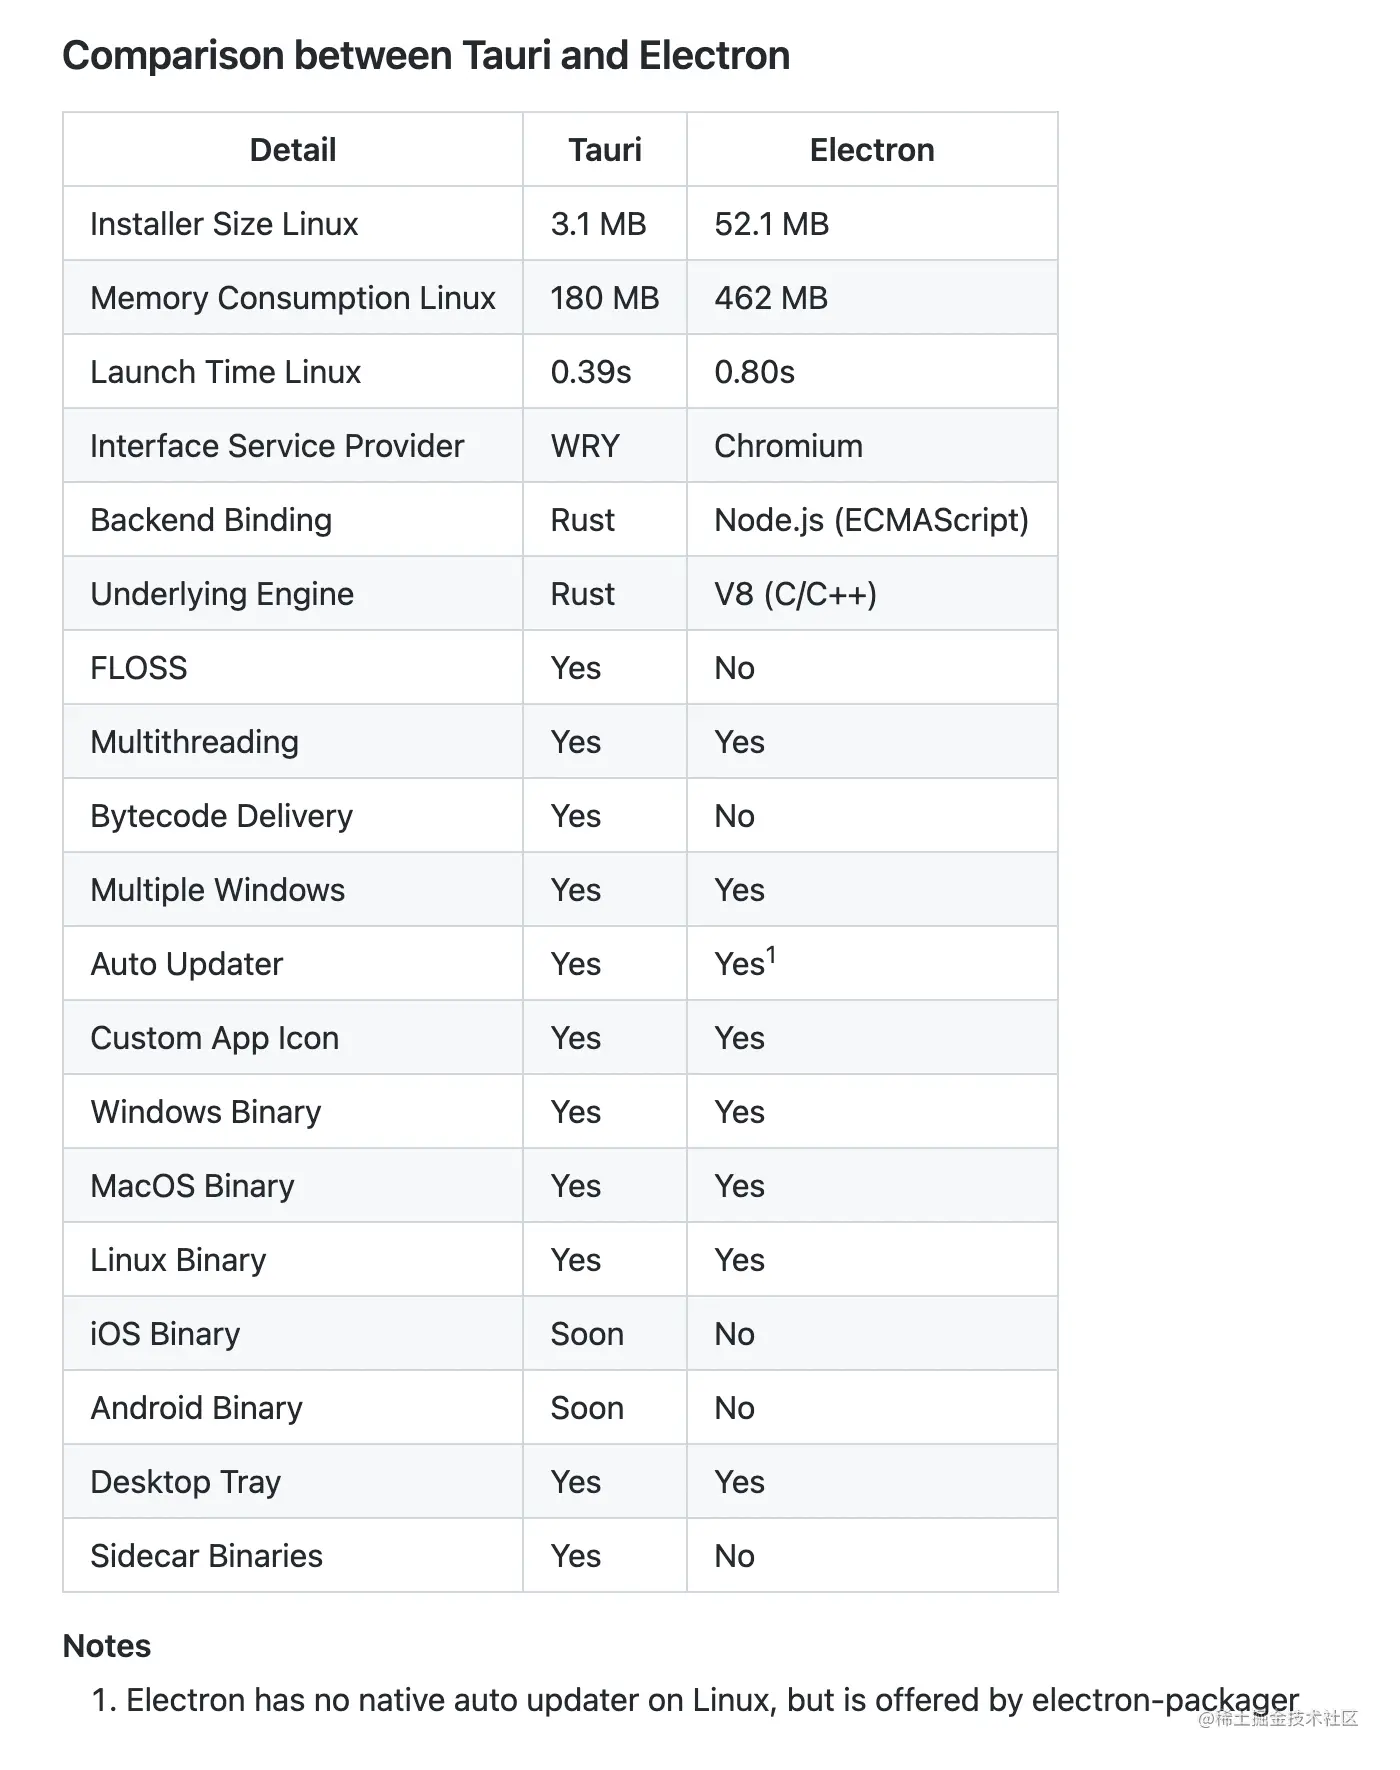 Comparison between Tauri and Electron
Detail Tauri Electron
Installer Size Linux 3.1 MB 52.1 MB
Memory Consumption Linux 180 MB 462 MB
Launch Time Linux 0.39s 0.80s
Interface Service Provider WRY Chromium
Backend Binding Rust Node.js (ECMAScript)
Underlying Engine Rust V8 (C/C++)
FLOSS Yes No
Multithreading Yes Yes
Bytecode Delivery Yes No
Multiple Windows Yes Yes
Auto Updater Yes Yes¹
Custom App Icon Yes Yes
Windows Binary Yes Yes
MacOS Binary Yes Yes
Linux Binary Yes Yes
iOS Binary Soon No
Android Binary Soon No
Desktop Tray Yes Yes
Sidecar Binaries Yes No
Notes
1. Electron has no native auto updater on Linux, but is offered by electron-packager
@稀土掘金技术社区